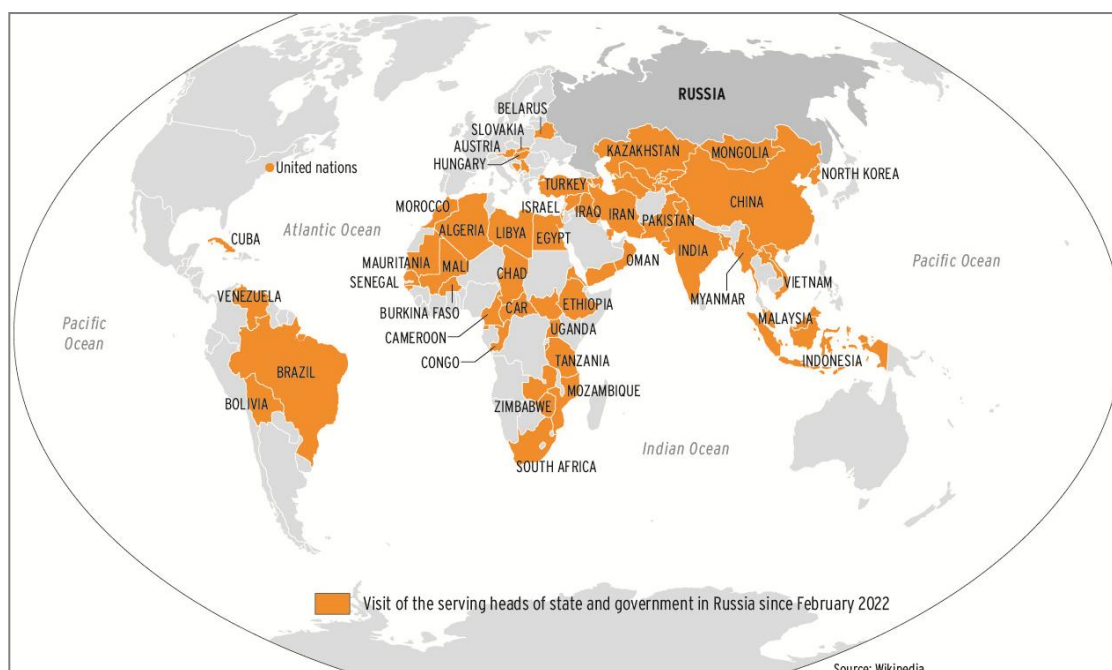 RUSSIA
BELARUS
SLOVAKIA
AUSTRIA
HUNGARY
KAZAKHSTAN
MONGOLIA
NORTH KOREA
United nations
TURKEY
CHINA
MOROCCO
ISRAEL
IRAQ
IRAN
PAKISTAN
ALGERIA
LIBYA
EGYPT
CUBA
Atlantic Ocean
INDIA
OMAN
Pacific Ocean
MAURITANIA
MALI
CHAD
SENEGAL
VIETNAM
VENEZUELA
MYANMAR
BURKINA FASO
CAR
ETHIOPIA
MALAYSIA
Pacific
Ocean
CAMEROON
UGANDA
CONGO
TANZANIA
INDONESIA
BRAZIL
MOZAMBIQUE
BOLIVIA
ZIMBABWE
Indian Ocean
SOUTH AFRICA
Visit of the serving heads of state and government in Russia since February 2022
Source: Wikipedia